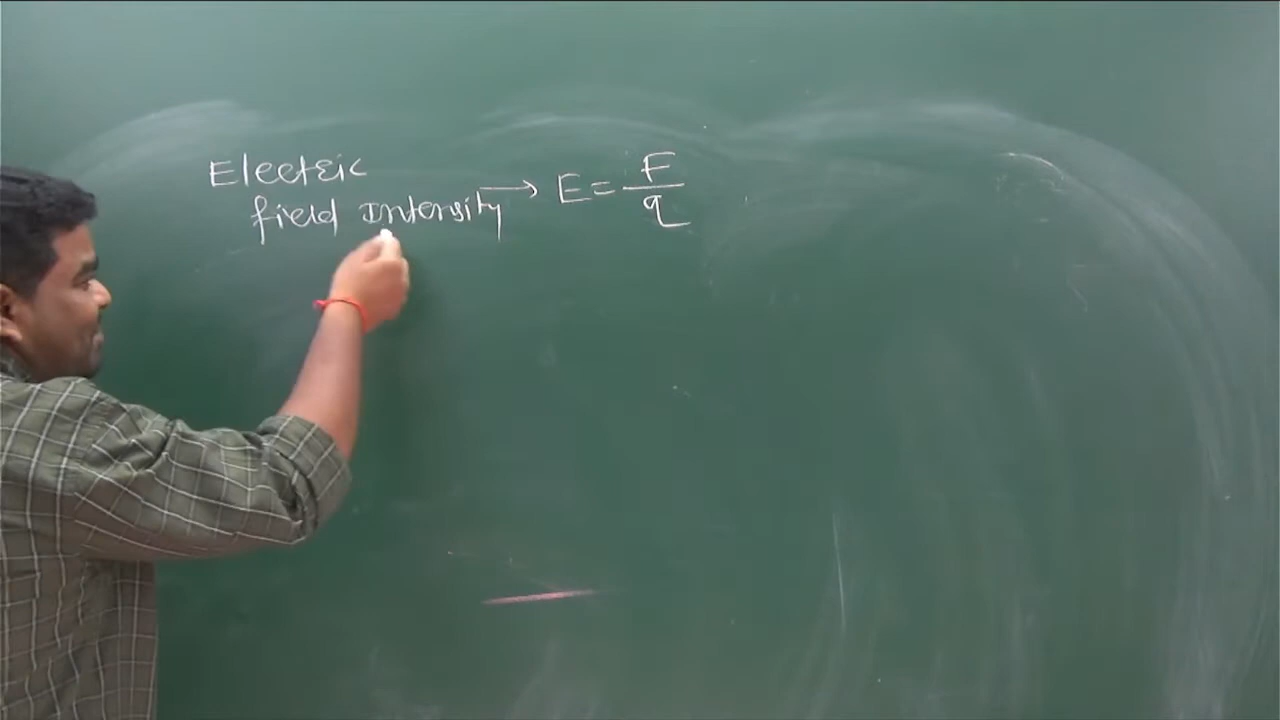 Electric
field Intensity → E = F/q